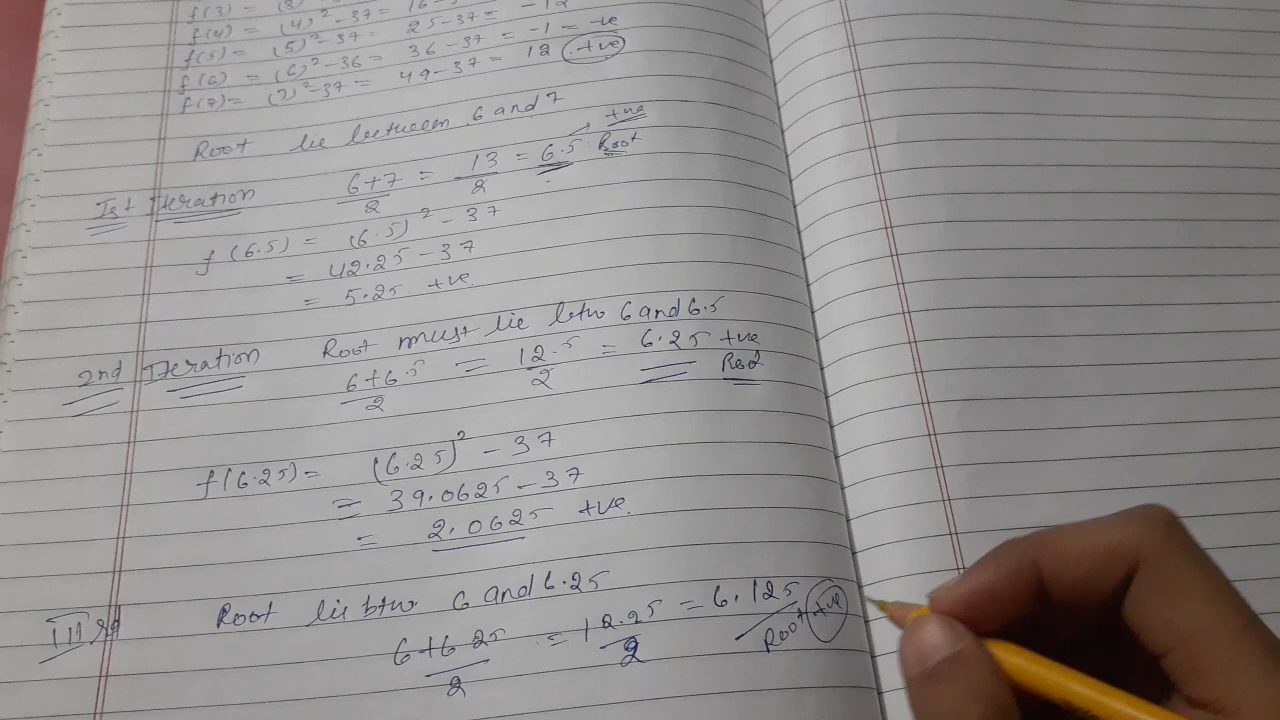 f(3) = (3)
f(4) = (4)² - 37 = 16 -
f(5) = (5)² - 37 = 25 - 37 = -12
f(6) = (6)² - 36 = 36 - 37 = -1 = -ve
f(7) = (7)² - 37 = 49 - 37 = 12 +ve
Root lie between 6 and 7
Ist Iteration 6+7/2 = 13/2 = 6.5 → +ve Root
f(6.5) = (6.5)² - 37
= 42.25 - 37
= 5.25 +ve
2nd Iteration Root must lie btw 6 and 6.5
6+6.5/2 = 12.5/2 = 6.25 +ve Root
f(6.25) = (6.25)² - 37
= 39.0625 - 37
= 2.0625 +ve
IIIrd Root lie btw 6 and 6.25
6+6.25/2 = 12.25/2 = 6.125 Root +ve